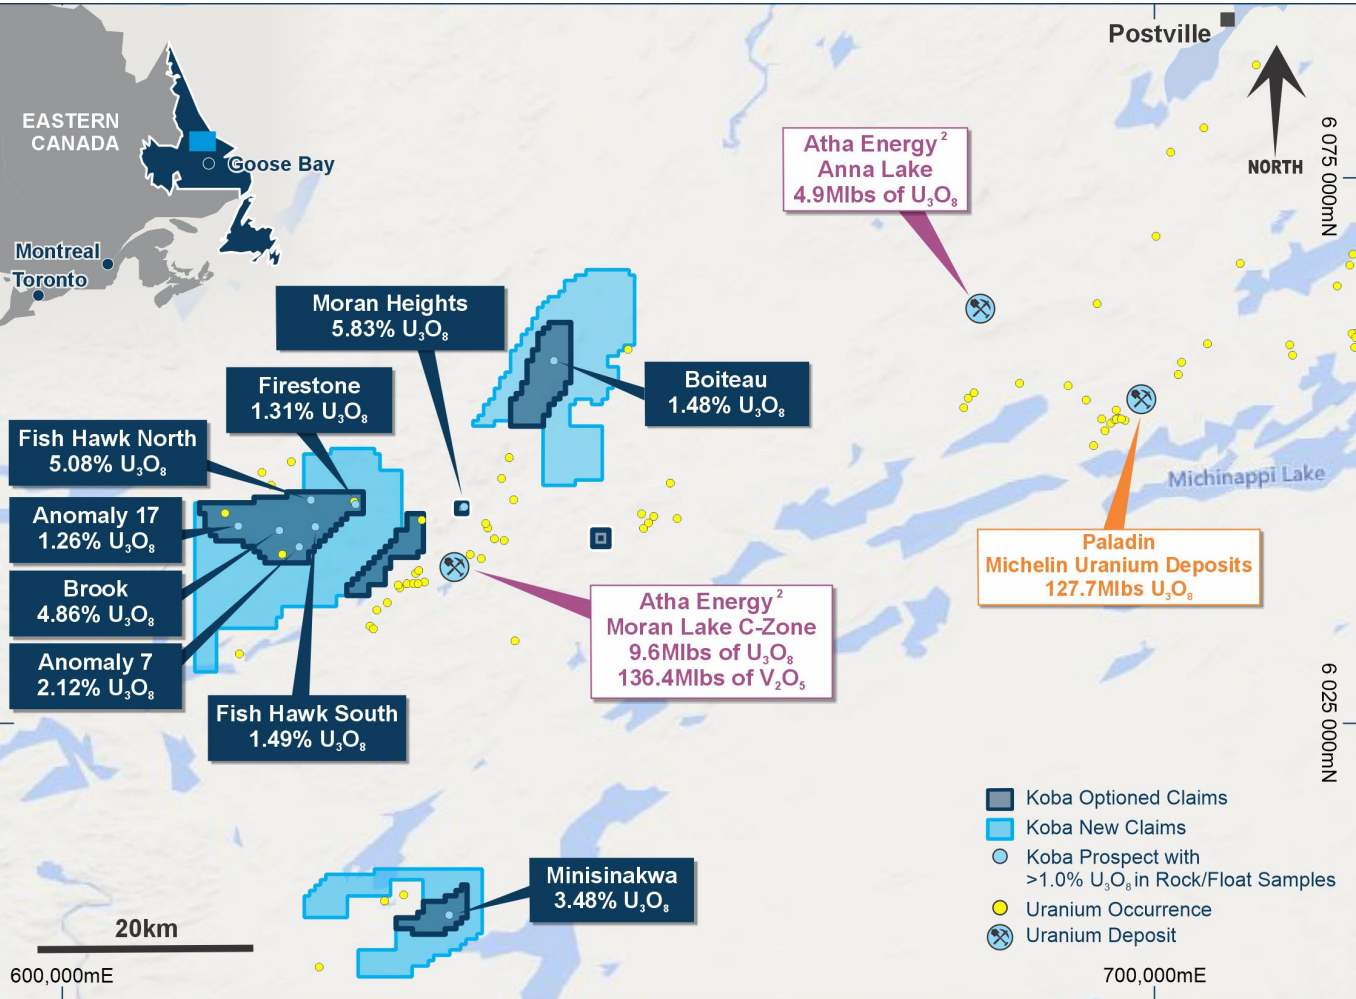 Postville
EASTERN
CANADA
Goose Bay
Montreal
Toronto
NORTH
6 075 000mN
Atha Energy²
Anna Lake
4.9Mlbs of U₃O₈
Moran Heights
5.83% U₃O₈
Firestone
1.31% U₃O₈
Boiteau
1.48% U₃O₈
Fish Hawk North
5.08% U₃O₈
Anomaly 17
1.26% U₃O₈
Brook
4.86% U₃O₈
Anomaly 7
2.12% U₃O₈
Fish Hawk South
1.49% U₃O₈
Michinappi Lake
Paladin
Michelin Uranium Deposits
127.7Mlbs U₃O₈
Atha Energy²
Moran Lake C-Zone
9.6Mlbs of U₃O₈
136.4Mlbs of V₂O₅
6 025 000mN
Minisinakwa
3.48% U₃O₈
Koba Optioned Claims
Koba New Claims
Koba Prospect with
>1.0% U₃O₈ in Rock/Float Samples
Uranium Occurrence
Uranium Deposit
20km
600,000mE
700,000mE